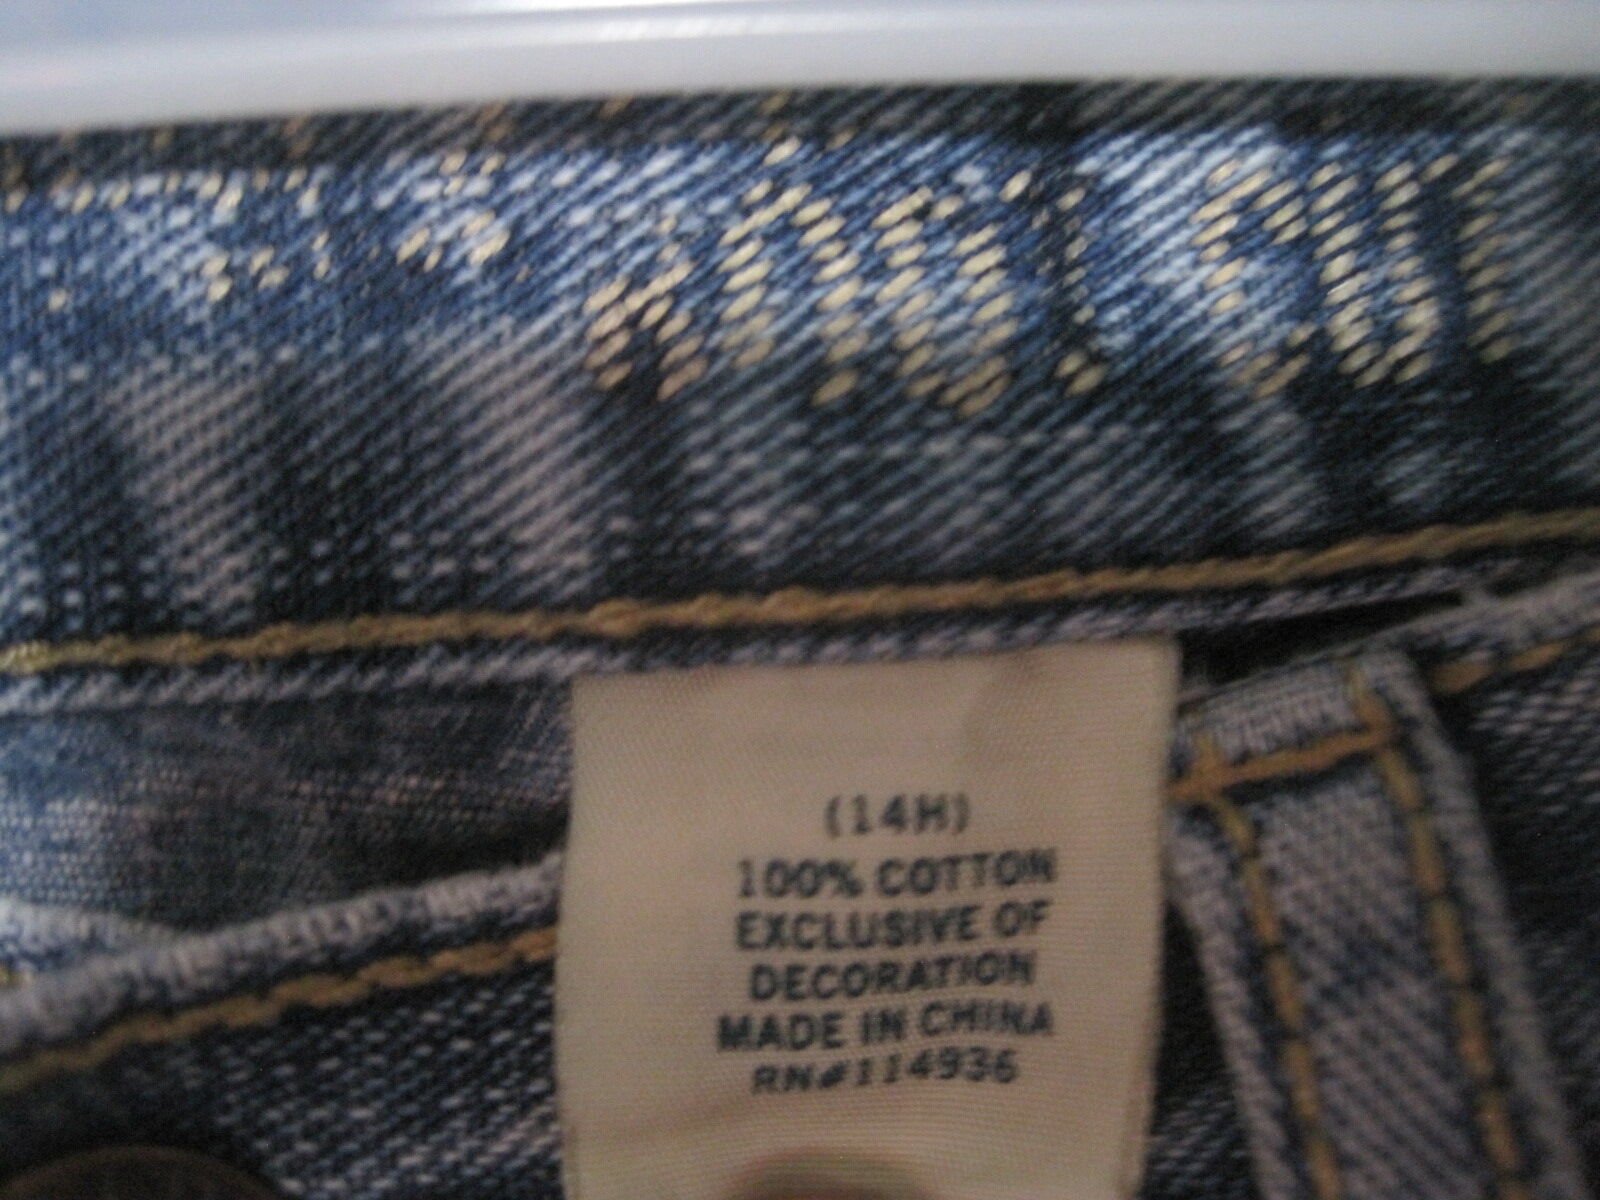 (14H)
100% COTTON
EXCLUSIVE OF
DECORATION
MADE IN CHINA
RN#114936